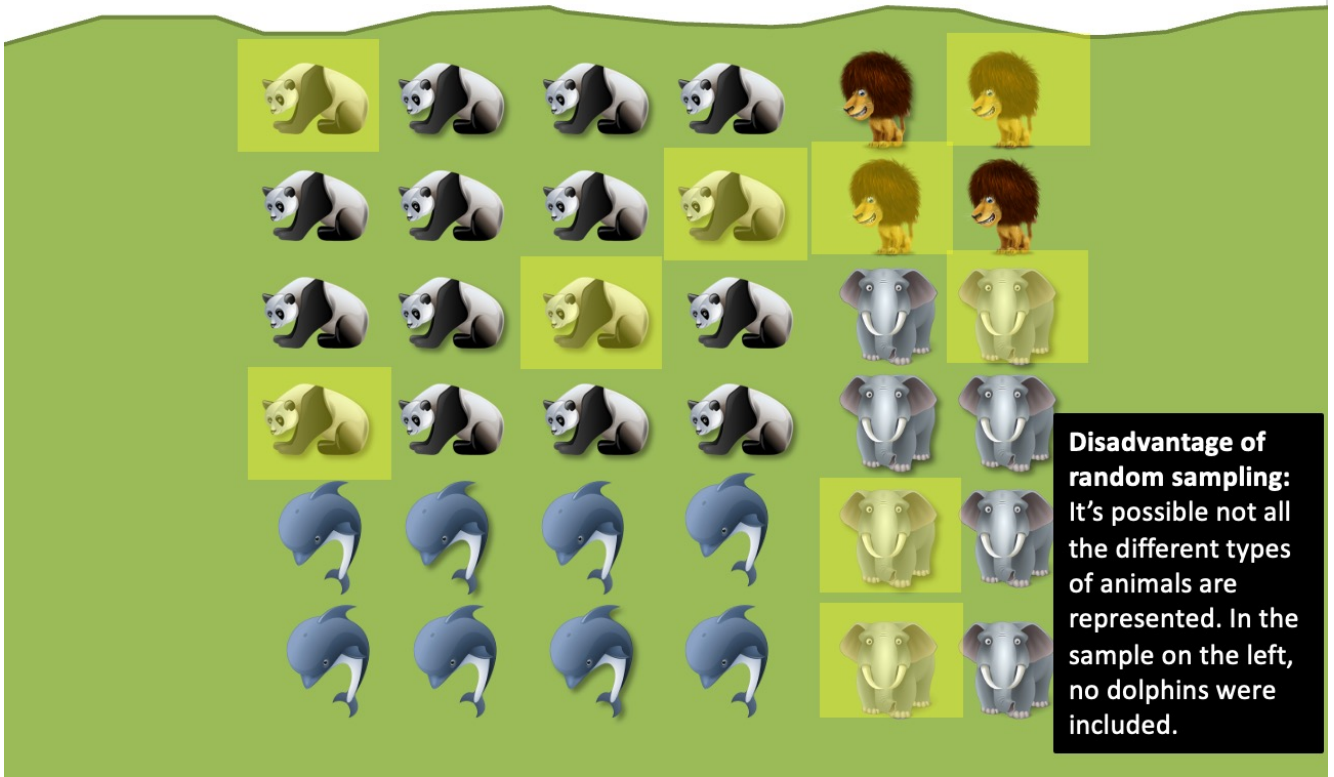 Disadvantage of
random sampling:
It’s possible not all
the different types
of animals are
represented. In the
sample on the left,
no dolphins were
included.